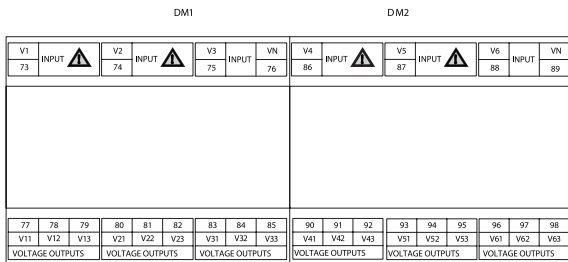 DM1 DM2
V1 INPUT V2 INPUT V3 INPUT VN V4 INPUT V5 INPUT V6 INPUT VN
73 74 75 76 86 87 88 89
77 78 79 80 81 82 83 84 85 90 91 92 93 94 95 96 97 98
V11 V12 V13 V21 V22 V23 V31 V32 V33 V41 V42 V43 V51 V52 V53 V61 V62 V63
VOLTAGE OUTPUTS VOLTAGE OUTPUTS VOLTAGE OUTPUTS VOLTAGE OUTPUTS VOLTAGE OUTPUTS VOLTAGE OUTPUTS